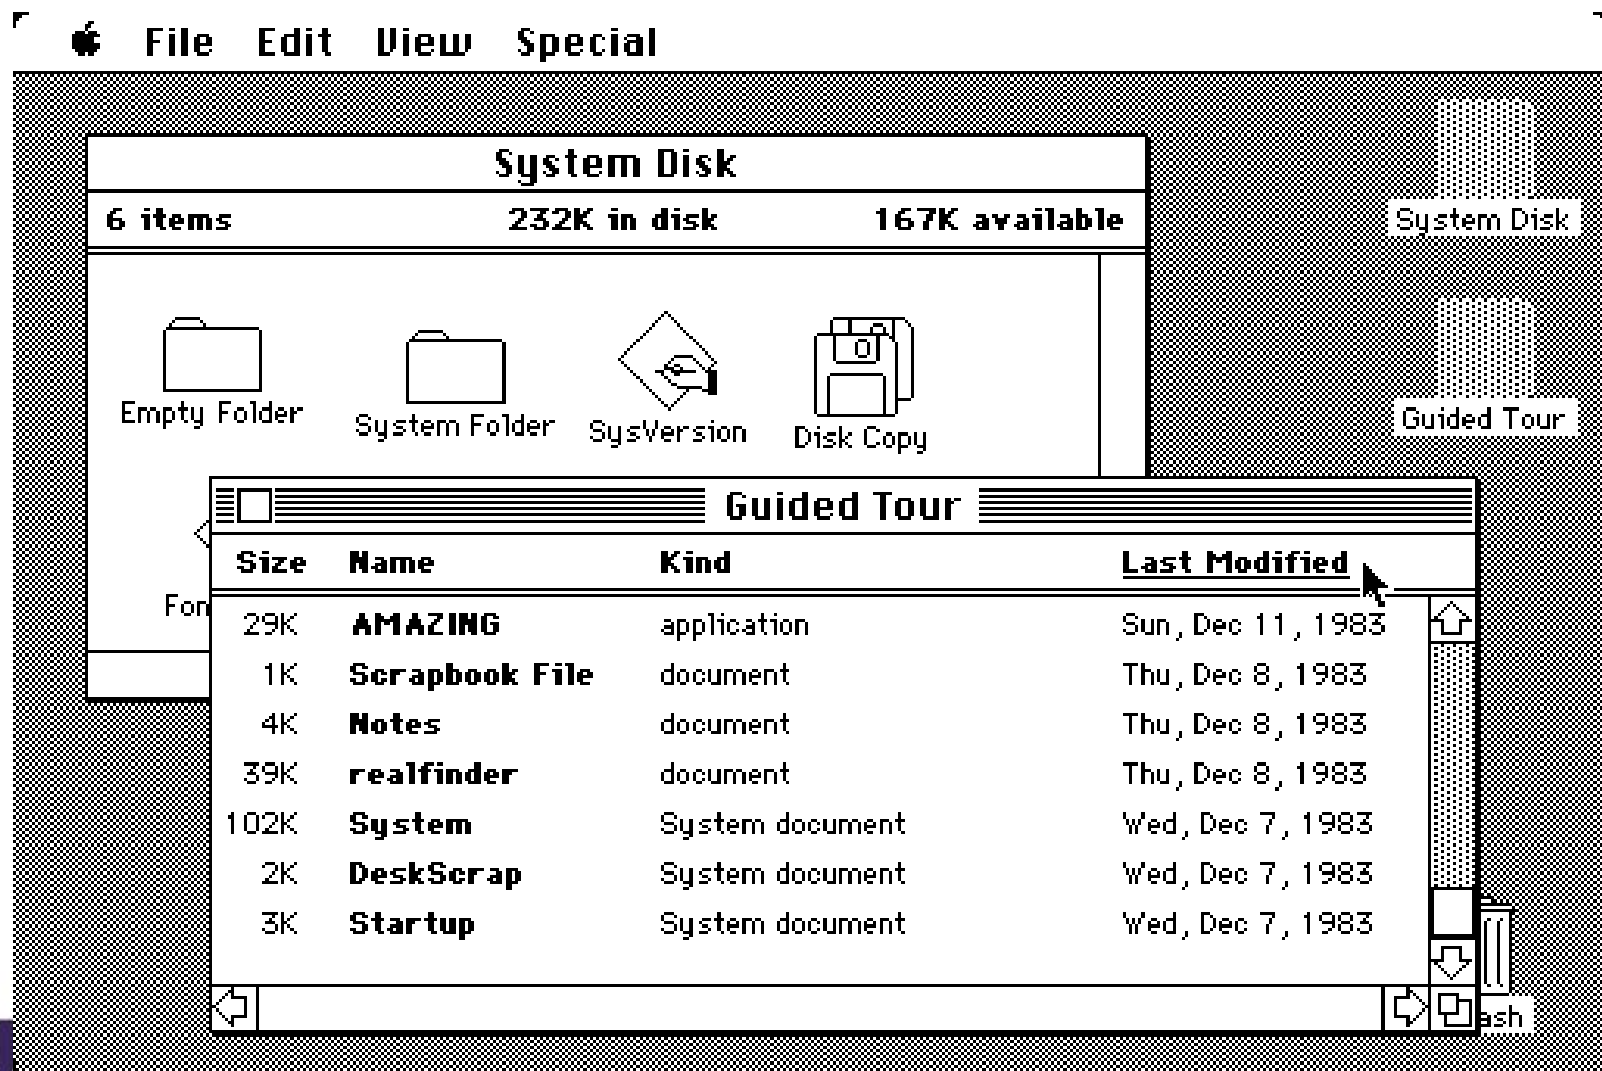 File Edit View Special
System Disk
6 items 232K in disk 167K available
System Disk
Empty Folder System Folder SysVersion Disk Copy
Guided Tour
Guided Tour
Size Name Kind Last Modified
Fon
29K AMAZING application Sun, Dec 11, 1983
1K Scrapbook File document Thu, Dec 8, 1983
4K Notes document Thu, Dec 8, 1983
39K realfinder document Thu, Dec 8, 1983
102K System System document Wed, Dec 7, 1983
2K DeskScrap System document Wed, Dec 7, 1983
3K Startup System document Wed, Dec 7, 1983
ash